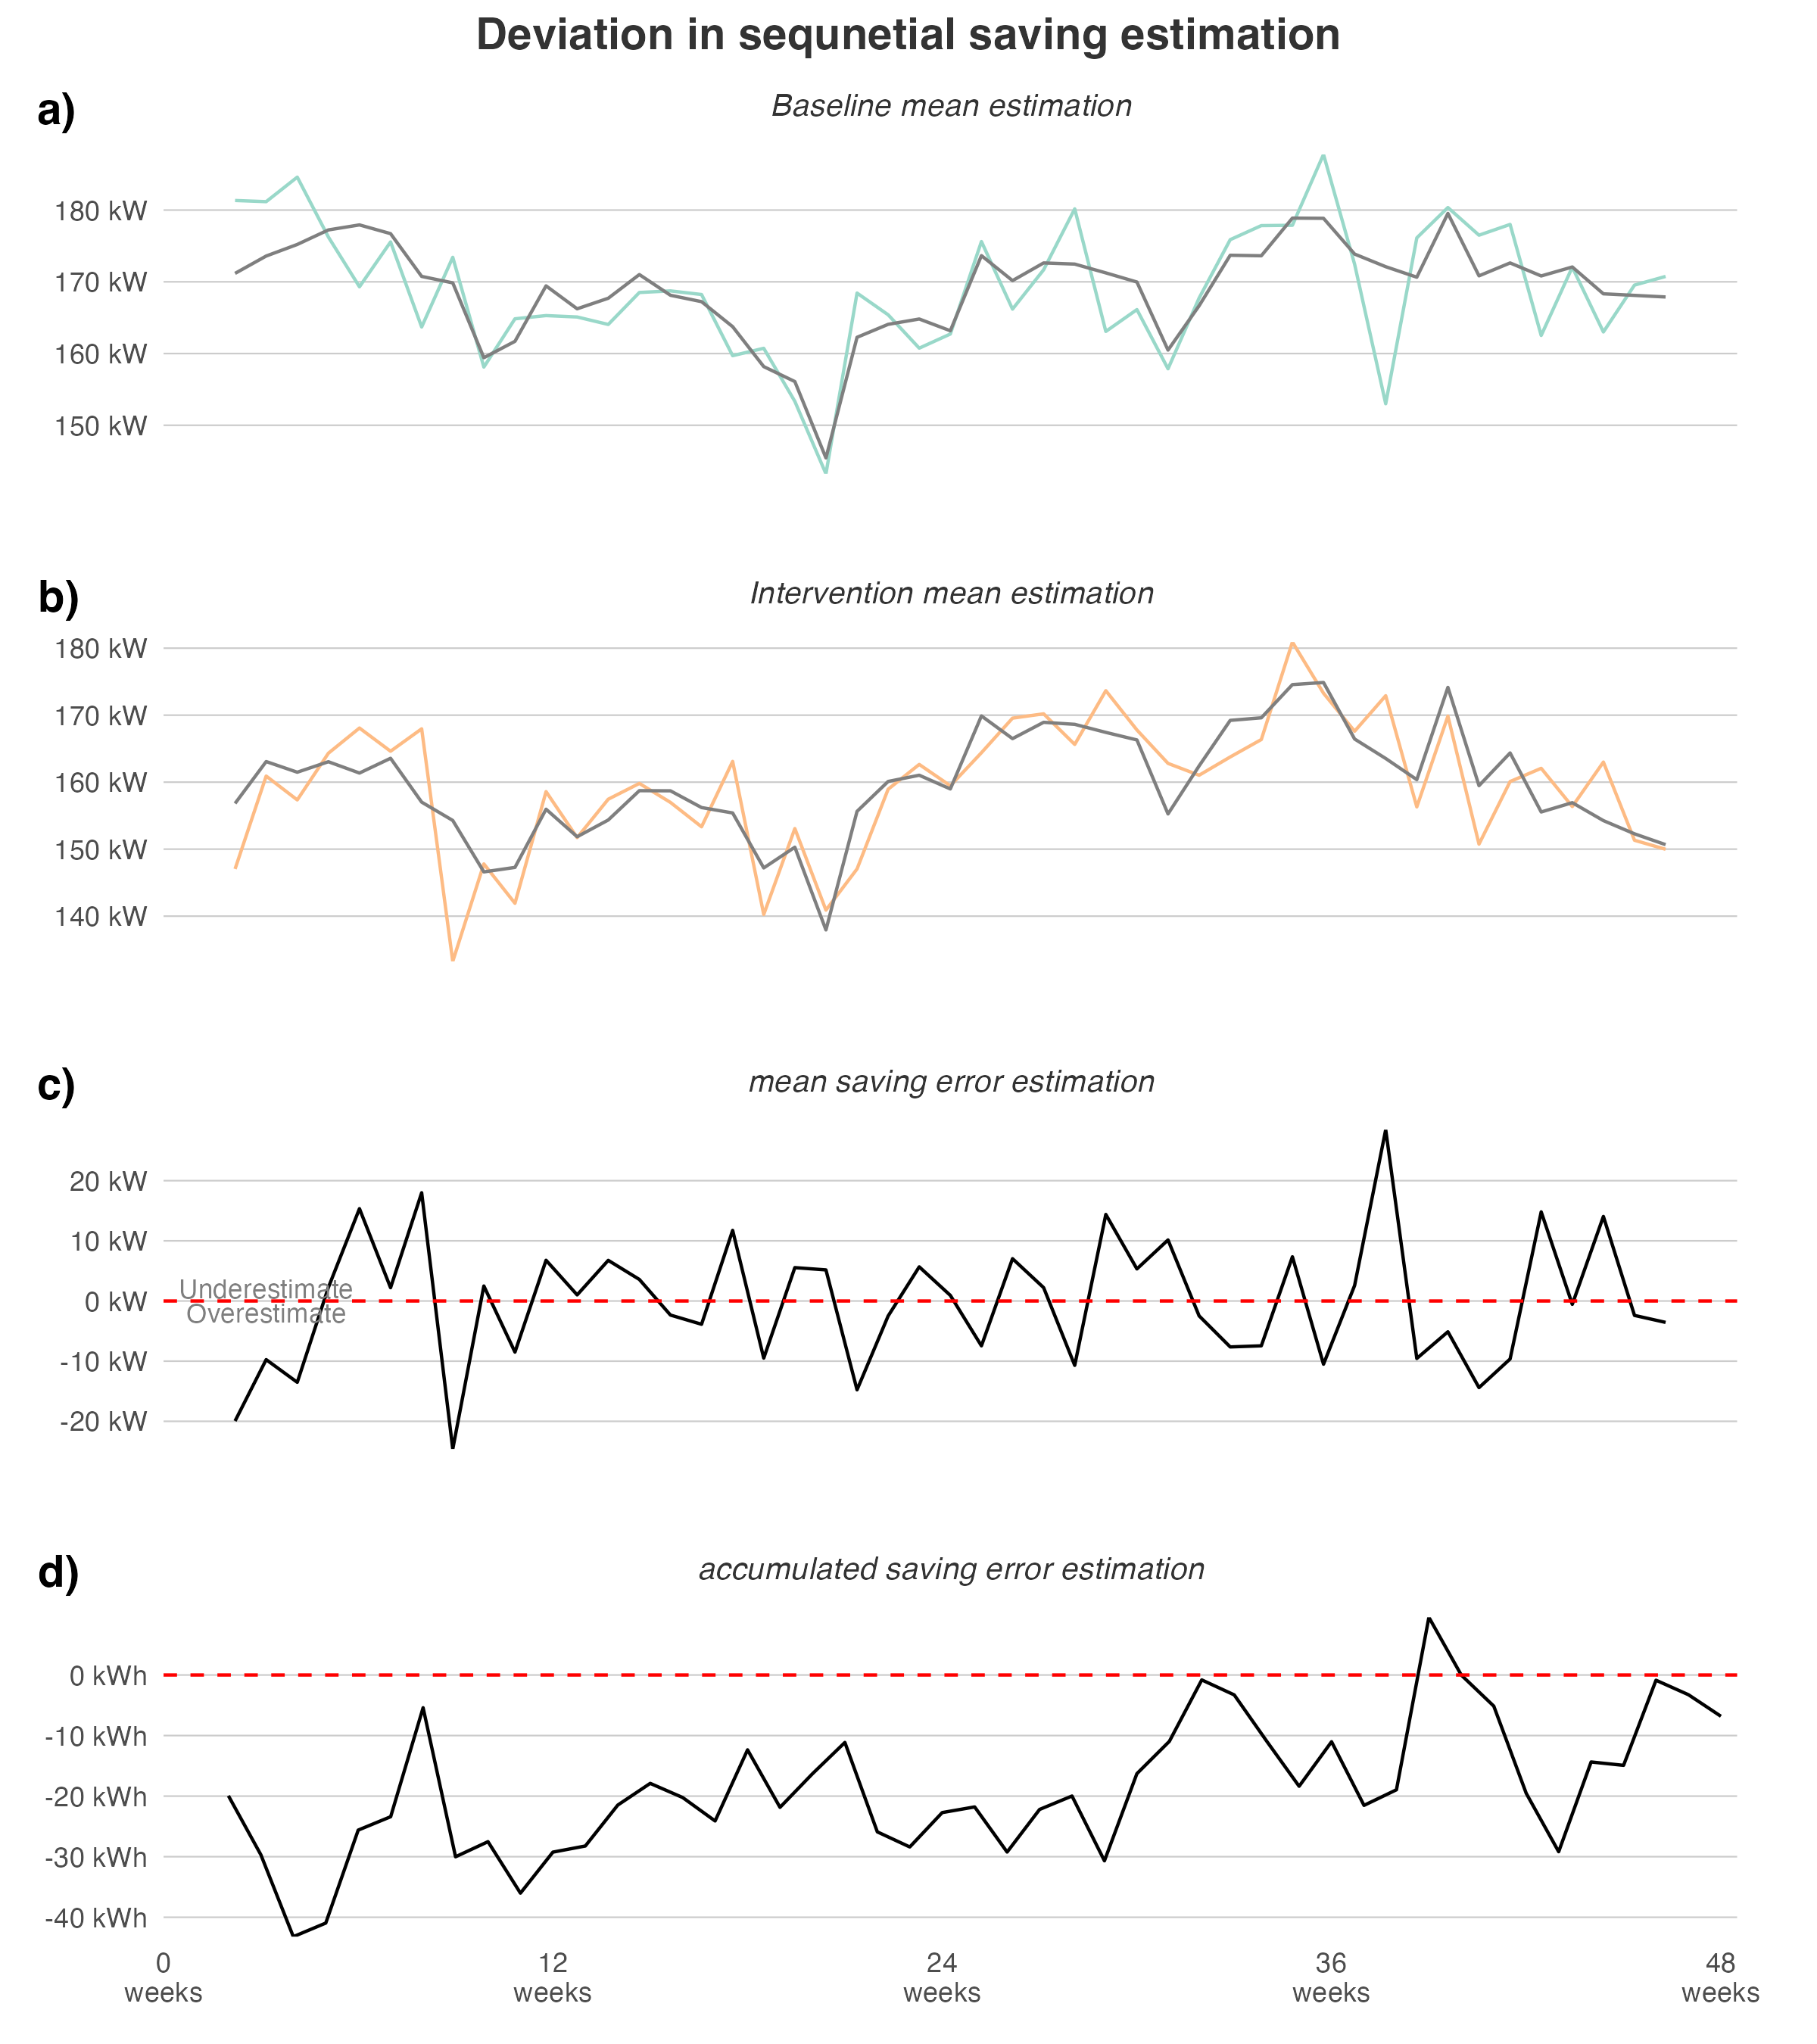 Deviation in sequnetial saving estimation
a)
Baseline mean estimation
180 kW
170 kW
160 kW
150 kW
b)
Intervention mean estimation
180 kW
170 kW
160 kW
150 kW
140 kW
c)
mean saving error estimation
20 kW
10 kW
Underestimate
0 kW
Overestimate
-10 kW
-20 kW
d)
accumulated saving error estimation
0 kWh
-10 kWh
-20 kWh
-30 kWh
-40 kWh
0 12 24 36 48
weeks weeks weeks weeks weeks